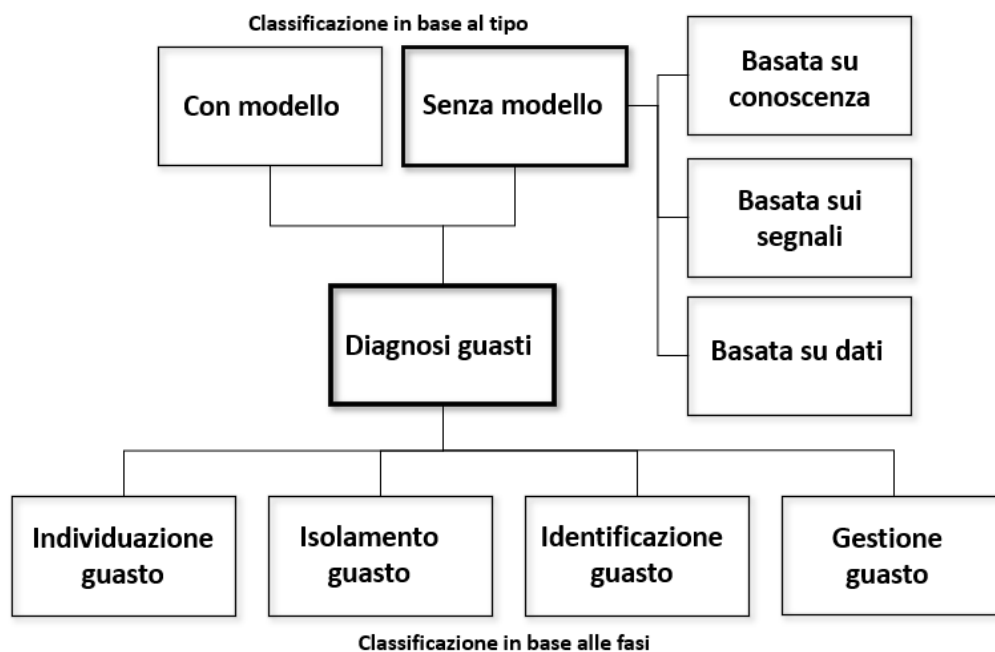 Classificazione in base al tipo
Con modello
Senza modello
Basata su
conoscenza
Basata sui
segnali
Basata su dati
Diagnosi guasti
Individuazione
guasto
Isolamento
guasto
Identificazione
guasto
Gestione
guasto
Classificazione in base alle fasi